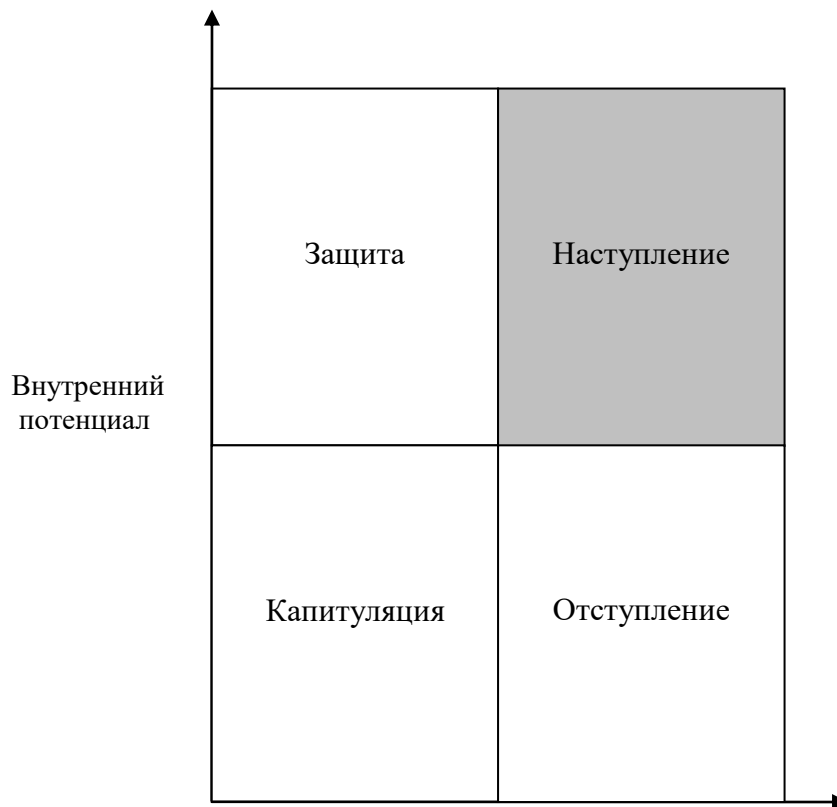 Защита
Наступление
Внутренний
потенциал
Капитуляция
Отступление